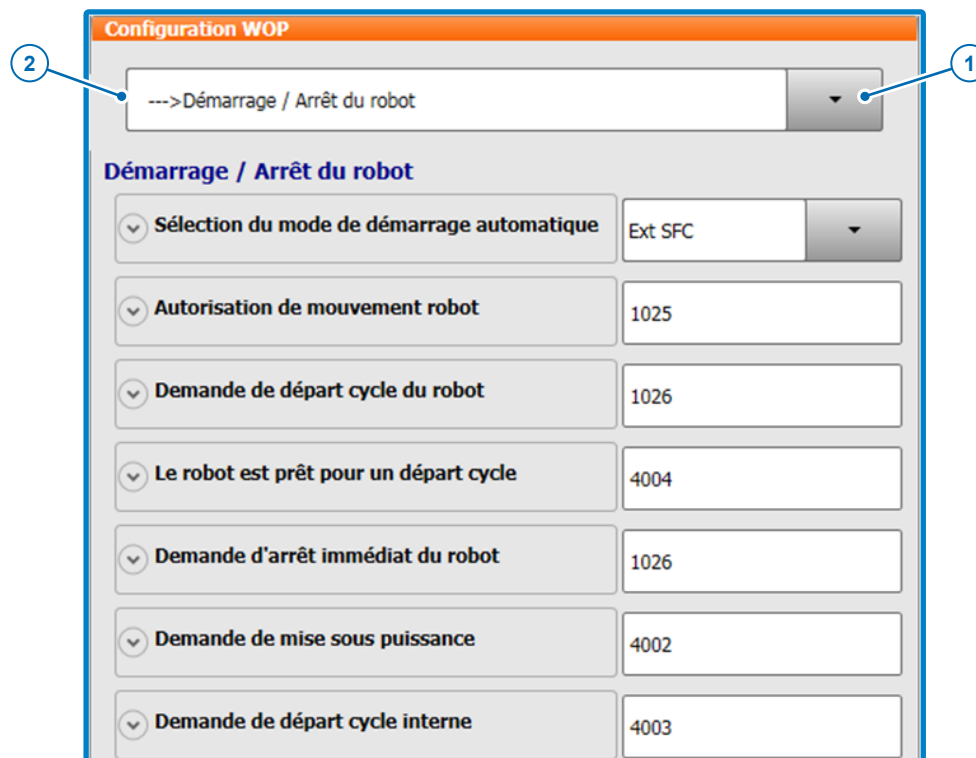 Configuration WOP
2
--->Démarrage / Arrêt du robot
1
Démarrage / Arrêt du robot
Sélection du mode de démarrage automatique
Ext SFC
Autorisation de mouvement robot
1025
Demande de départ cycle du robot
1026
Le robot est prêt pour un départ cycle
4004
Demande d'arrêt immédiat du robot
1026
Demande de mise sous puissance
4002
Demande de départ cycle interne
4003